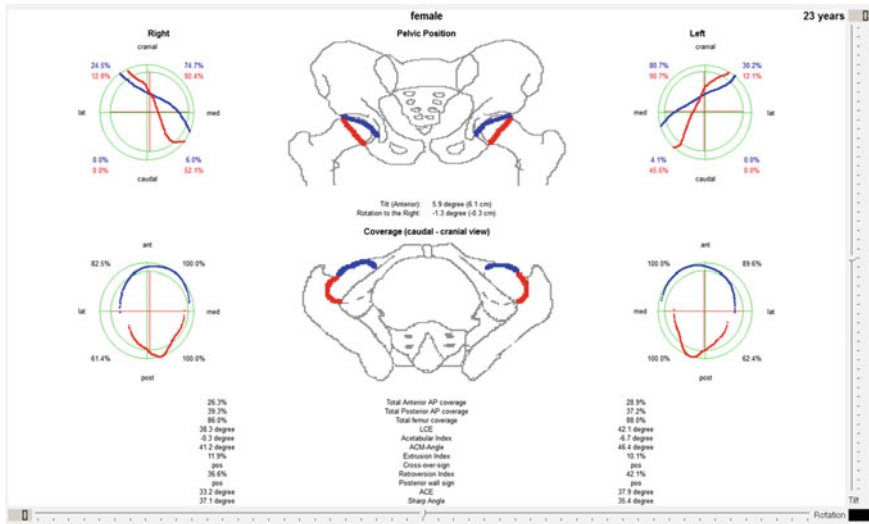 female 23 years
Right Pelvic Position Left
cranial cranial
24.5% 74.7% 80.7% 30.2%
12.8% 92.4% 90.7% 12.1%
lat med med lat
0.0% 6.0% 4.1% 0.0%
0.0% 52.1% 45.6% 0.0%
caudal caudal
Tilt (Anterior): 5.9 degree (6.1 cm)
Rotation to the Right: -1.3 degree (-0.3 cm)
Coverage (caudal - cranial view)
ant ant
82.5% 100.0% 100.0% 89.6%
lat med med lat
61.4% 100.0% 100.0% 62.4%
post post
26.3% Total Anterior AP coverage 28.9%
39.3% Total Posterior AP coverage 37.2%
86.0% Total femur coverage 88.0%
38.3 degree LCE 42.1 degree
-0.3 degree Acetabular Index -6.7 degree
41.2 degree ACM-Angle 46.4 degree
11.9% Extrusion Index 10.1%
pos Cross-over-sign pos
36.6% Retroversion Index 42.1%
pos Posterior wall sign pos
33.2 degree ACE 37.9 degree
37.1 degree Sharp Angle 35.4 degree
Tilt
Rotation